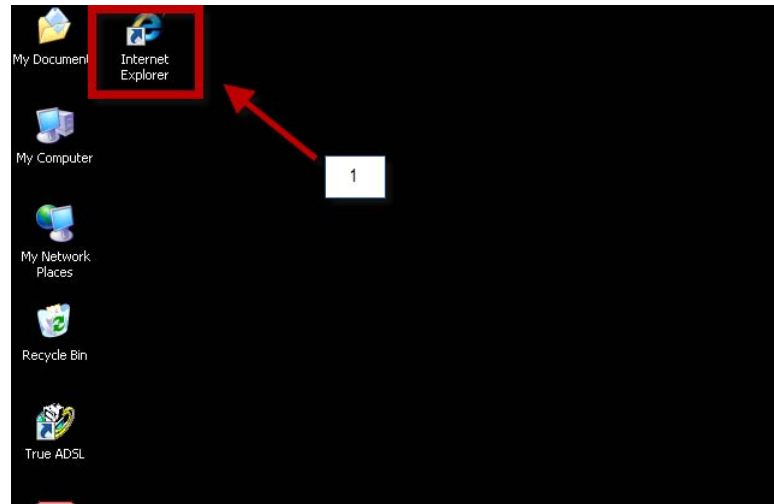 My Document
Internet
Explorer
My Computer
1
My Network
Places
Recycle Bin
True ADSL